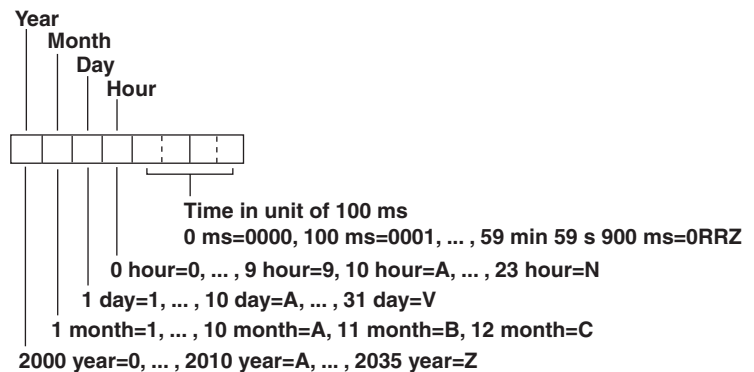 Year
Month
Day
Hour
Time in unit of 100 ms
0 ms=0000, 100 ms=0001, ... , 59 min 59 s 900 ms=0RRZ
0 hour=0, ... , 9 hour=9, 10 hour=A, ... , 23 hour=N
1 day=1, ... , 10 day=A, ... , 31 day=V
1 month=1, ... , 10 month=A, 11 month=B, 12 month=C
2000 year=0, ... , 2010 year=A, ... , 2035 year=Z